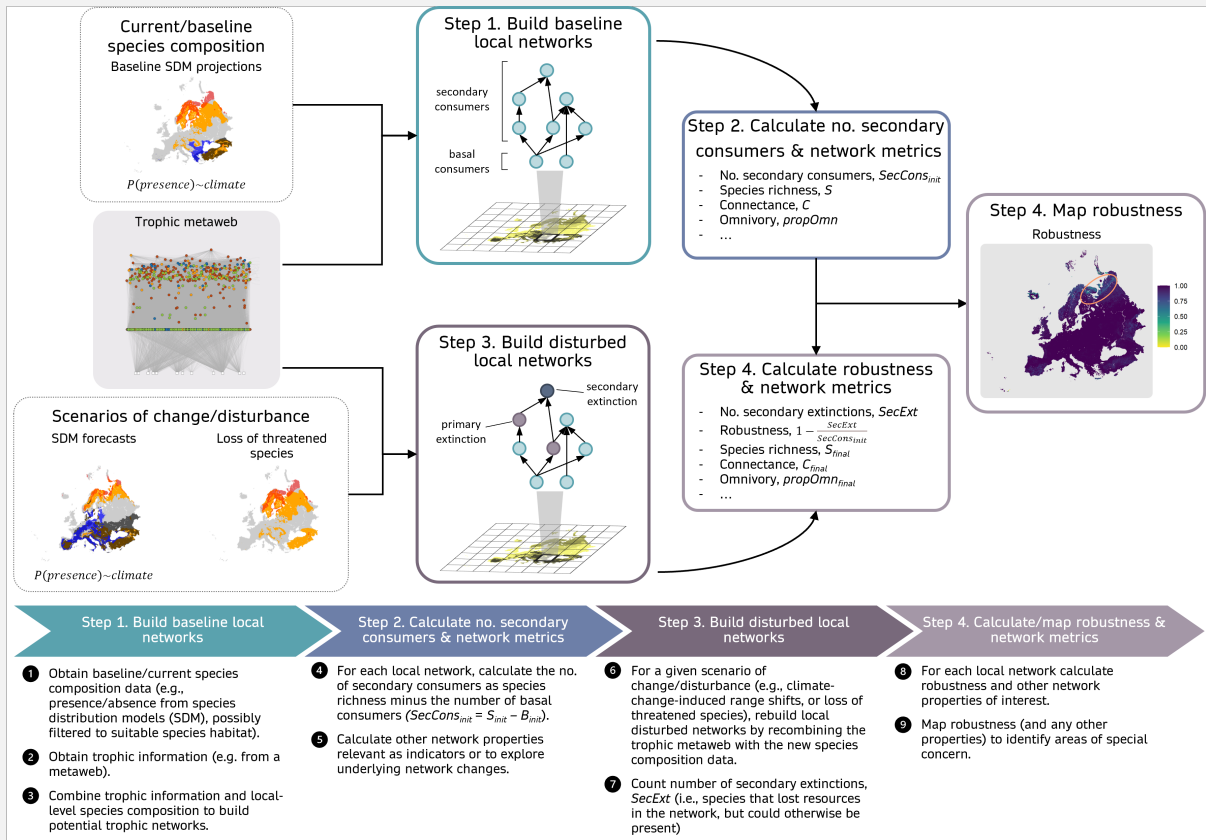 Current/baseline
species composition
Baseline SDM projections
P(presence)~climate
Trophic metaweb
Scenarios of change/disturbance
SDM forecasts
Loss of threatened
species
P(presence)~climate
Step 1. Build baseline
local networks
secondary
consumers
basal
consumers
Step 3. Build disturbed
local networks
secondary
extinction
primary
extinction
Step 2. Calculate no. secondary
consumers & network metrics
- No. secondary consumers, SecCons_init
- Species richness, S
- Connectance, C
- Omnivory, propOmn
- ...
Step 4. Calculate robustness
& network metrics
- No. secondary extinctions, SecExt
- Robustness, 1 − SecExt/SecCons_init
- Species richness, S_final
- Connectance, C_final
- Omnivory, propOmn_final
- ...
Step 4. Map robustness
Robustness
1.00
0.75
0.50
0.25
0.00
Step 1. Build baseline local
networks
1 Obtain baseline/current species
composition data (e.g.,
presence/absence from species
distribution models (SDM), possibly
filtered to suitable species habitat).
2 Obtain trophic information (e.g. from a
metaweb).
3 Combine trophic information and local-
level species composition to build
potential trophic networks.
Step 2. Calculate no. secondary
consumers & network metrics
4 For each local network, calculate the no.
of secondary consumers as species
richness minus the number of basal
consumers (SecCons_init = S_init – B_init).
5 Calculate other network properties
relevant as indicators or to explore
underlying network changes.
Step 3. Build disturbed local
networks
6 For a given scenario of
change/disturbance (e.g., climate-
change-induced range shifts, or loss of
threatened species), rebuild local
disturbed networks by recombining the
trophic metaweb with the new species
composition data.
7 Count number of secondary extinctions,
SecExt (i.e., species that lost resources
in the network, but could otherwise be
present)
Step 4. Calculate/map robustness &
network metrics
8 For each local network calculate
robustness and other network
properties of interest.
9 Map robustness (and any other
properties) to identify areas of special
concern.